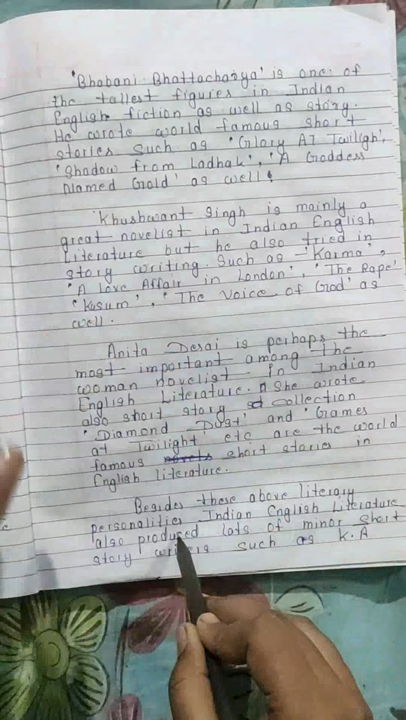 'Bhabani Bhattacharya' is one of
the tallest figures in Indian
English fiction as well as story.
He wrote world famous short
stories such as 'Glory At Twiligh',
'Shadow from Ladhak', 'A Goddess
Named Gold' as well.
'Khushwant Singh is mainly a
great novelist in Indian English
Literature but he also tried in
story writing. Such as - 'Karma',
'A Love Affair in London', 'The Rape'
'Kusum', 'The Voice of God' as
well.
Anita Desai is perhaps the
most important among the
woman novelist in Indian
English Literature. She wrote
also short story collection
'Diamond Dust' and 'Games
at Twilight' etc are the world
famous short stories in
English literature.
Besides these above literary
personalities Indian English Literature
also produced lots of minor short
story such as K.A